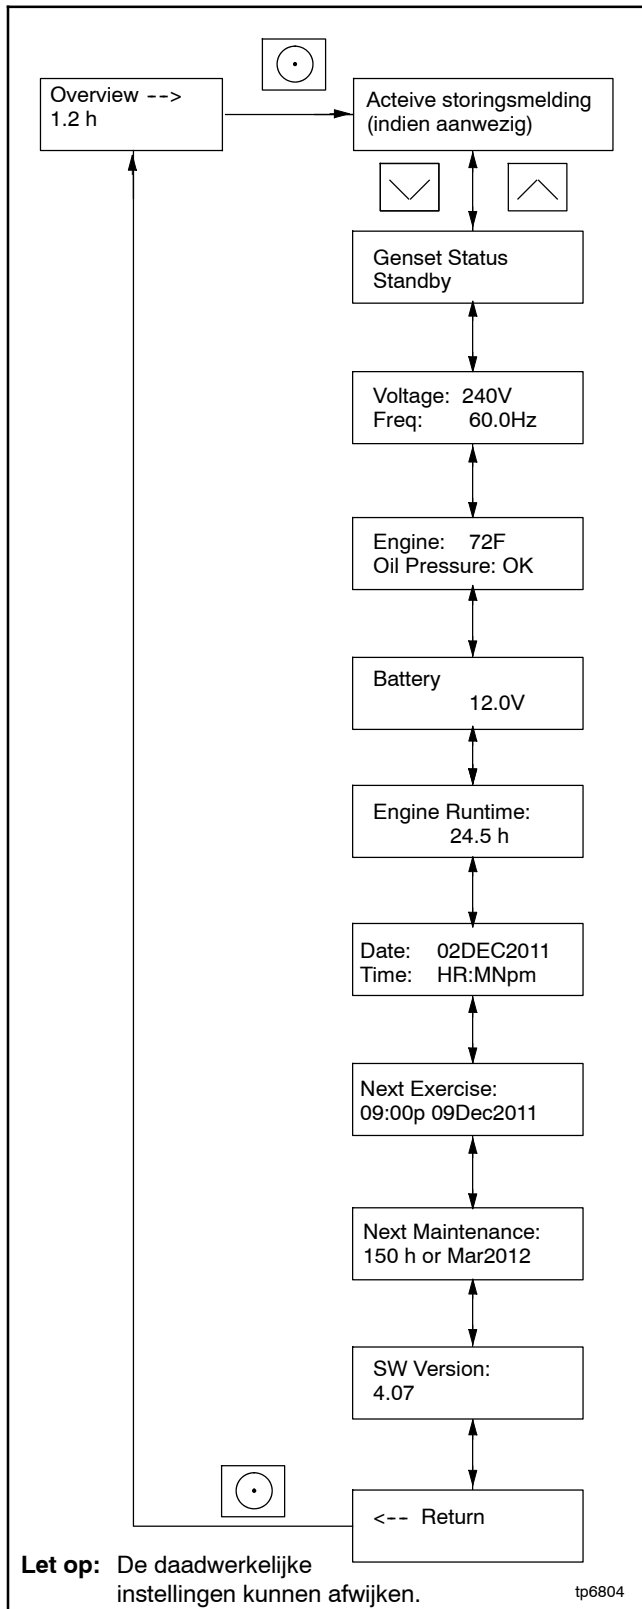 Overview -->
1.2 h
Acteive storingsmelding
(indien aanwezig)
Genset Status
Standby
Voltage: 240V
Freq: 60.0Hz
Engine: 72F
Oil Pressure: OK
Battery
12.0V
Engine Runtime:
24.5 h
Date: 02DEC2011
Time: HR:MNpm
Next Exercise:
09:00p 09Dec2011
Next Maintenance:
150 h or Mar2012
SW Version:
4.07
<-- Return
Let op: De daadwerkelijke
instellingen kunnen afwijken.
tp6804